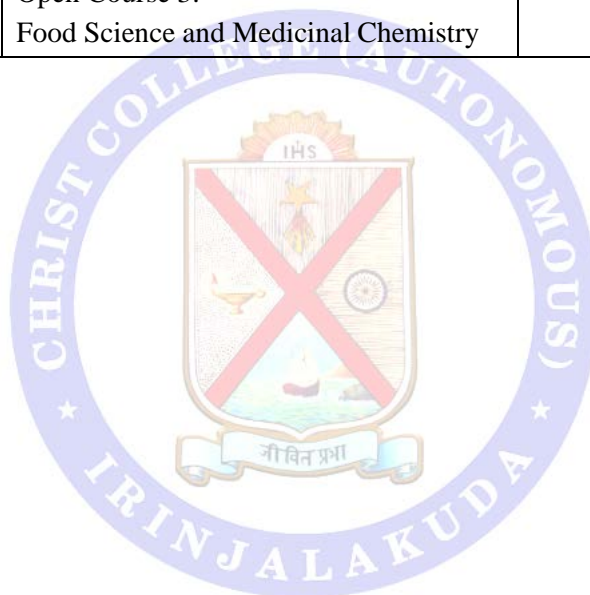 Open Course 3:
Food Science and Medicinal Chemistry
CHRIST COLLEGE (AUTONOMOUS)
IHS
जीवित प्रभा
IRINJALAKUDA